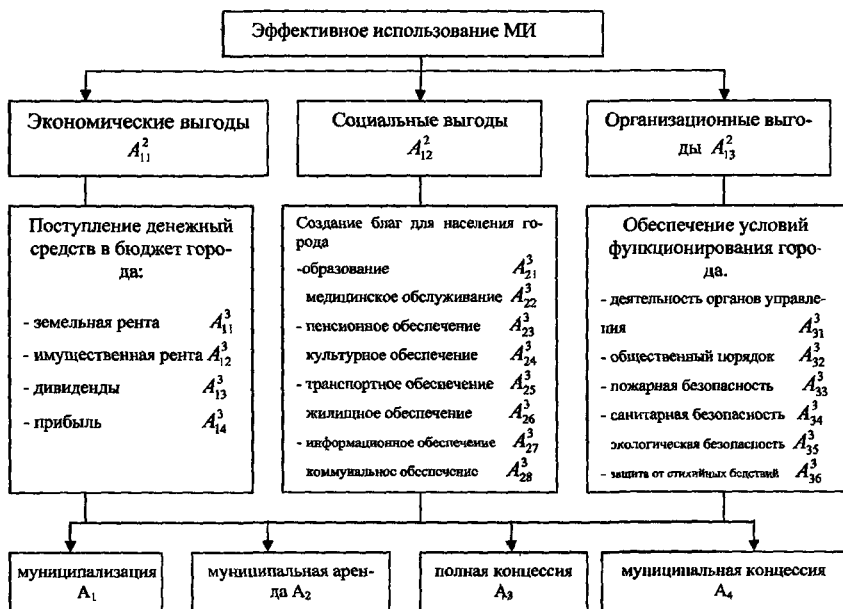 Эффективное использование МИ
Экономические выгоды
A²₁₁
Социальные выгоды
A²₁₂
Организационные выго-
ды A²₁₃
Поступление денежный
средств в бюджет горо-
да:
- земельная рента A³₁₁
- имущественная рента A³₁₂
- дивиденды A³₁₃
- прибыль A³₁₄
Создание благ для населения го-
рода
-образование A³₂₁
медицинское обслуживание A³₂₂
- пенсионное обеспечение A³₂₃
культурное обеспечение A³₂₄
- транспортное обеспечение A³₂₅
жилищное обеспечение A³₂₆
- информационное обеспечение A³₂₇
коммунальное обеспечение A³₂₈
Обеспечение условий
функционирования горо-
да.
- деятельность органов управле-
ния A³₃₁
- общественный порядок A³₃₂
- пожарная безопасность A³₃₃
- санитарная безопасность A³₃₄
экологическая безопасность A³₃₅
- защита от стихийных бедствий A³₃₆
муниципализация
A₁
муниципальная арен-
да A₂
полная концессия
A₃
муниципальная концессия
A₄